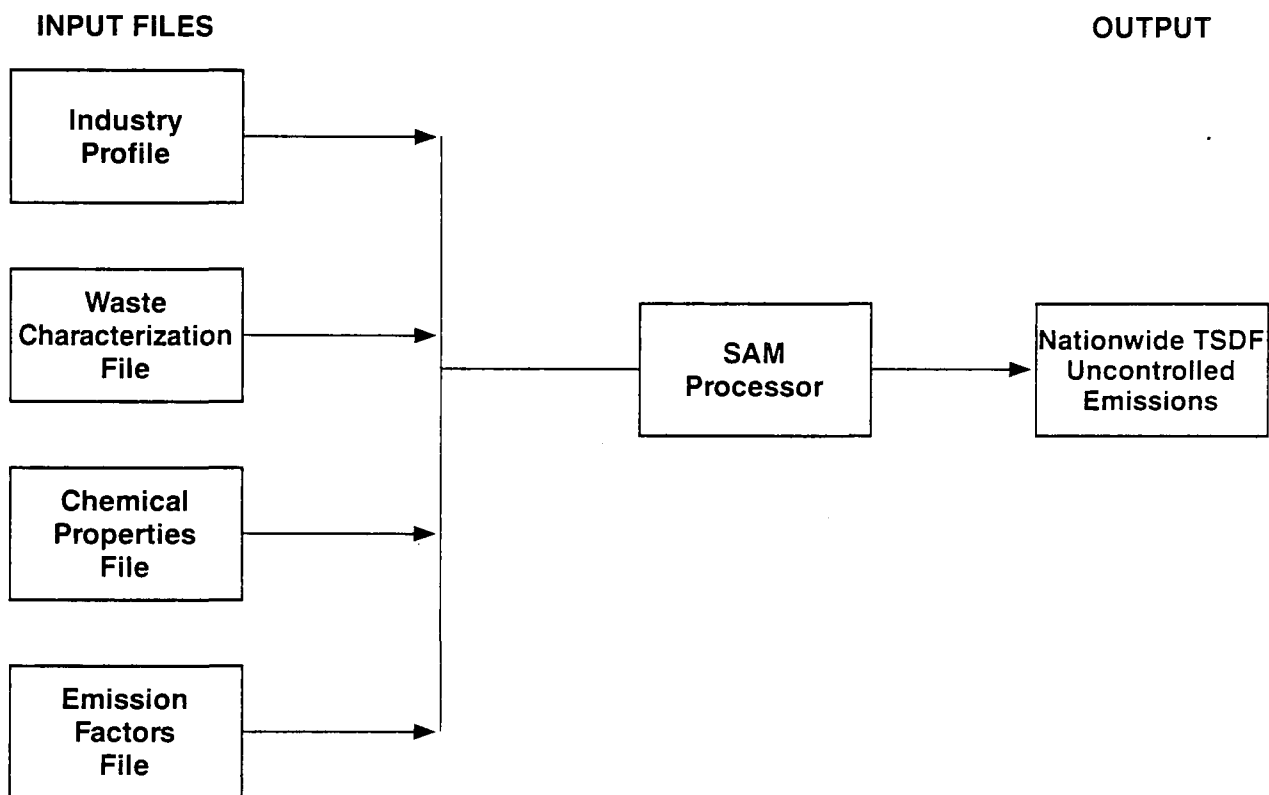 INPUT FILES
OUTPUT
Industry
Profile
Waste
Characterization
File
Chemical
Properties
File
Emission
Factors
File
SAM
Processor
Nationwide TSDF
Uncontrolled
Emissions